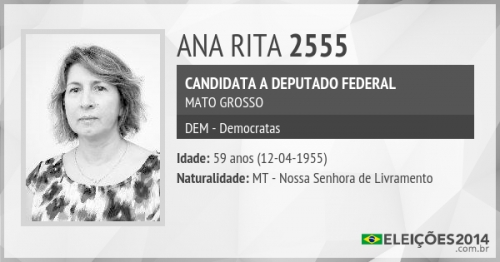 ANA RITA 2555
CANDIDATA A DEPUTADO FEDERAL
MATO GROSSO
DEM - Democratas
Idade: 59 anos (12-04-1955)
Naturalidade: MT - Nossa Senhora de Livramento
ELEIÇÕES2014
.com.br